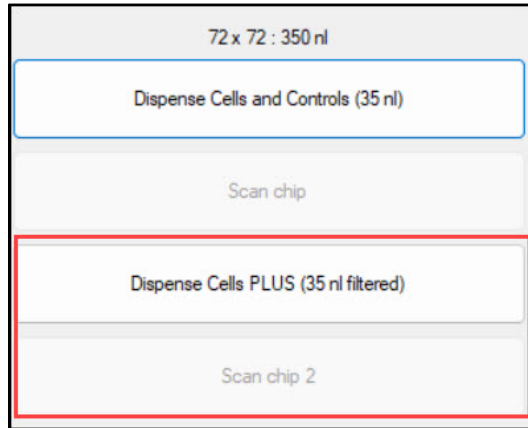 72 x 72 : 350 nl
Dispense Cells and Controls (35 nl)
Scan chip
Dispense Cells PLUS (35 nl filtered)
Scan chip 2